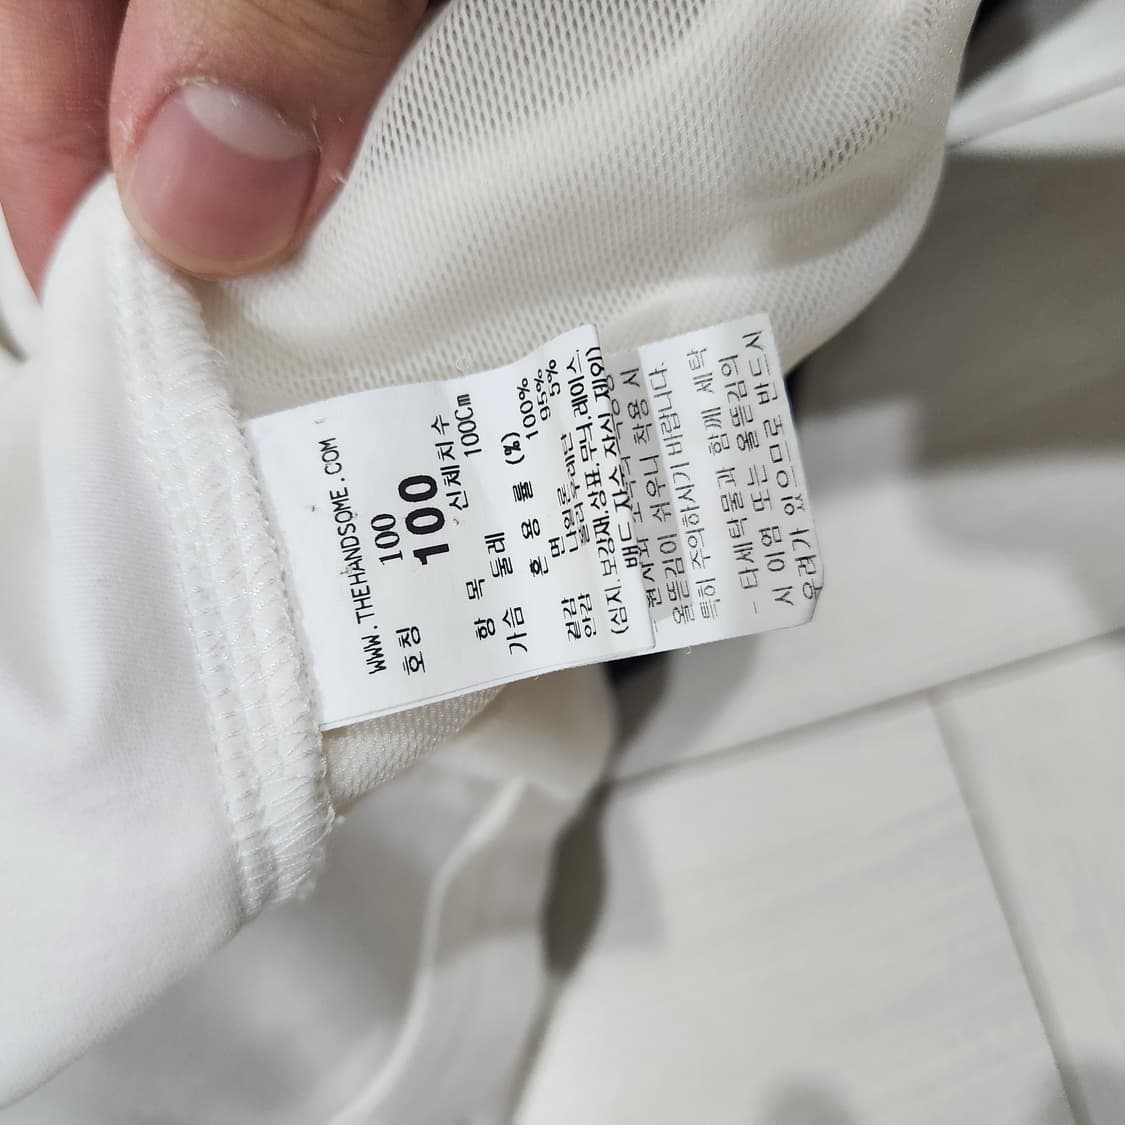 WWW.THEHANDSOME.COM
호칭 100
100
항 목 신체치수
가슴 둘레 100Cm
혼 용 률 (%)
겉감 면 100%
안감 나일론 95%
폴리우레탄 5%
(심지.보강재.상표.무늬.레이스.
밴드.자수.자식 제외)
착용 시
올뜯김이 쉬우니
특히 주의하시기 바랍니다.
- 타세탁물과 함께 세탁
시 이염 또는 올뜯김의
우려가 있으므로 반드시